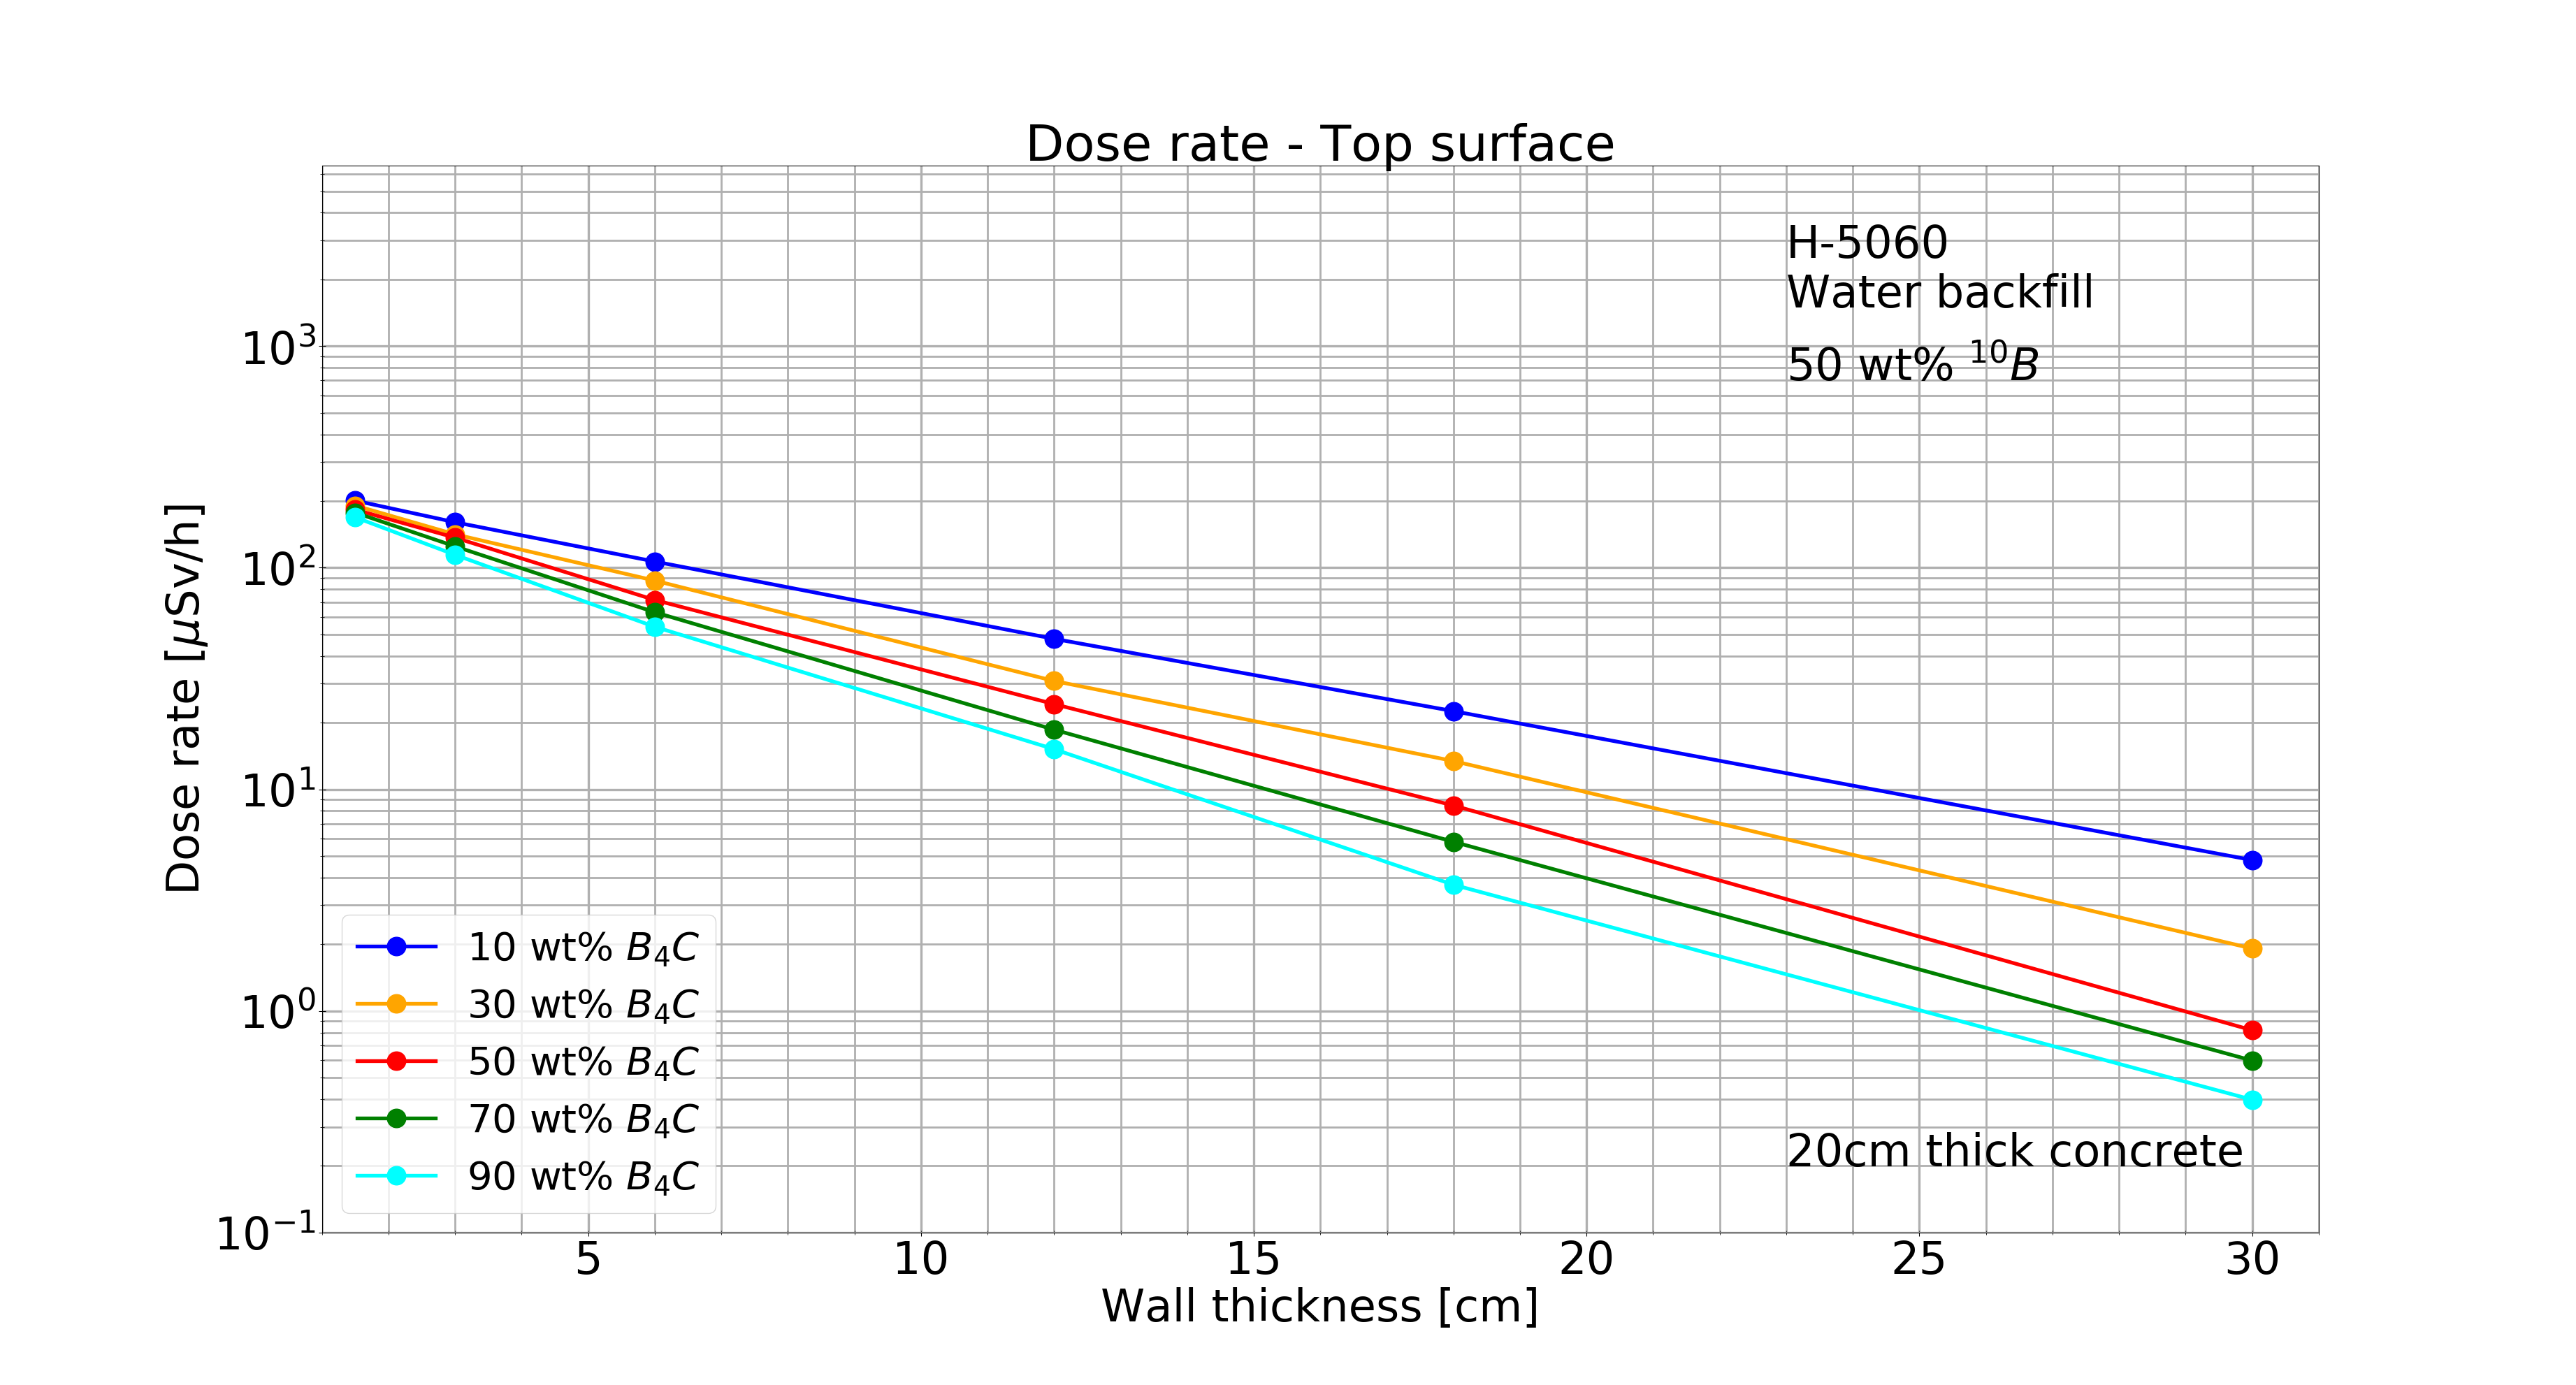 Dose rate - Top surface
H-5060
Water backfill
50 wt% ¹⁰B
Dose rate [μSv/h]
10³
10²
10¹
10⁰
10⁻¹
10 wt% B₄C
30 wt% B₄C
50 wt% B₄C
70 wt% B₄C
90 wt% B₄C
20cm thick concrete
5 10 15 20 25 30
Wall thickness [cm]